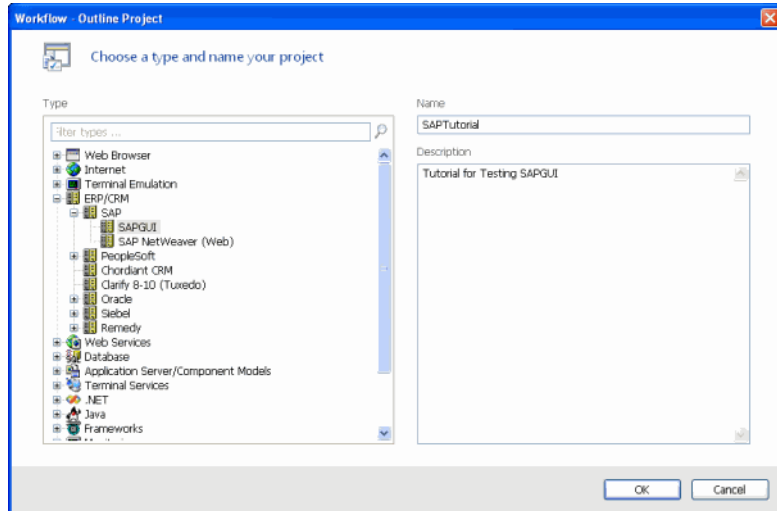 Workflow - Outline Project
Choose a type and name your project
Type
filter types ...
Web Browser
Internet
Terminal Emulation
ERP/CRM
SAP
SAPGUI
SAP NetWeaver (Web)
PeopleSoft
Chordiant CRM
Clarify 8-10 (Tuxedo)
Oracle
Siebel
Remedy
Web Services
Database
Application Server/Component Models
Terminal Services
.NET
Java
Frameworks
Name
SAPTutorial
Description
Tutorial for Testing SAPGUI
OK
Cancel